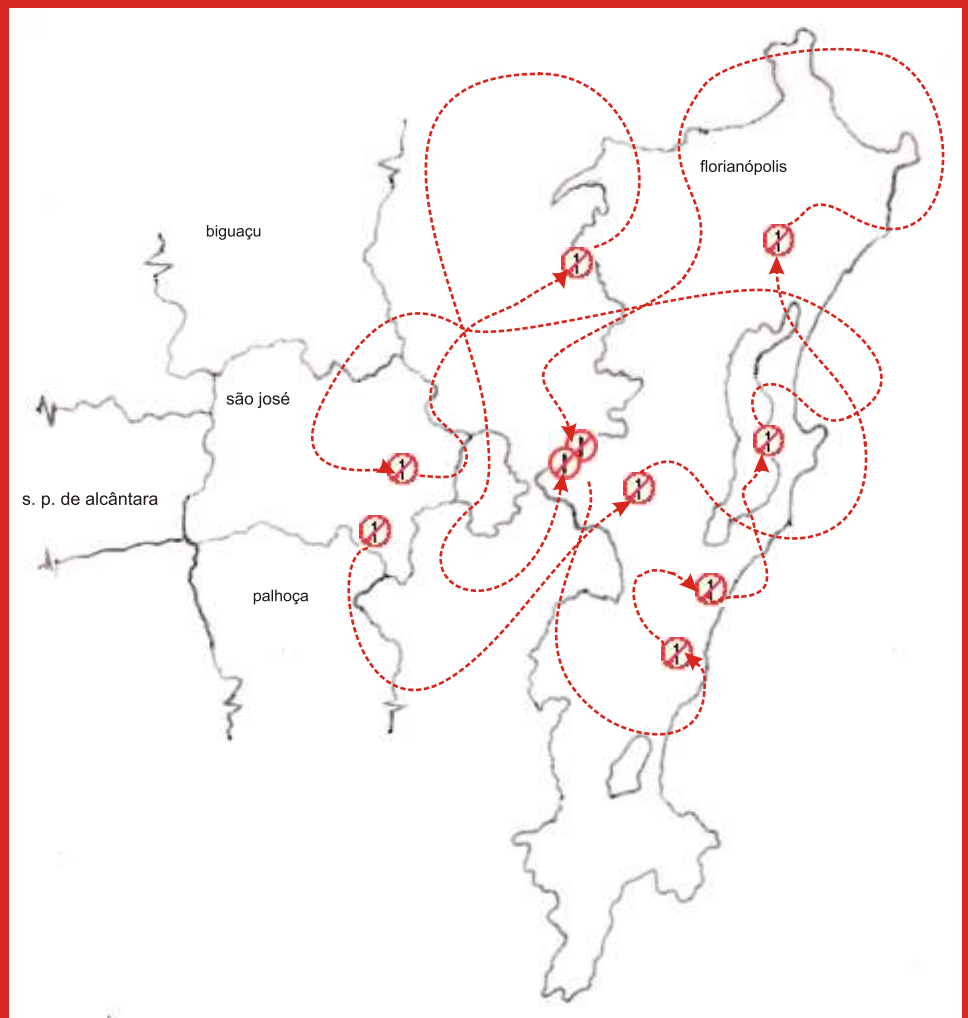 florianópolis
biguaçu
são josé
s. p. de alcântara
palhoça